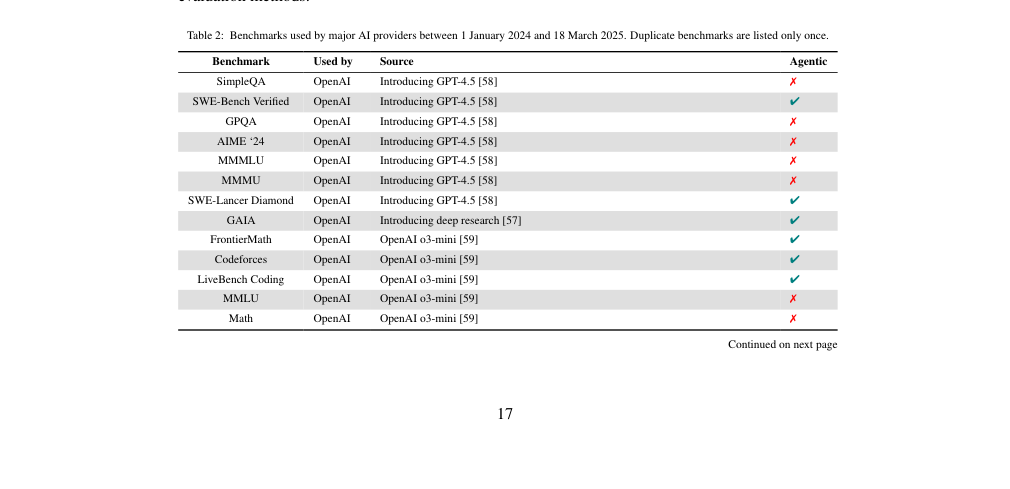 evaluation methods.
Table 2: Benchmarks used by major AI providers between 1 January 2024 and 18 March 2025. Duplicate benchmarks are listed only once.
Benchmark Used by Source Agentic
SimpleQA OpenAI Introducing GPT-4.5 [58] ✗
SWE-Bench Verified OpenAI Introducing GPT-4.5 [58] ✔
GPQA OpenAI Introducing GPT-4.5 [58] ✗
AIME ‘24 OpenAI Introducing GPT-4.5 [58] ✗
MMMLU OpenAI Introducing GPT-4.5 [58] ✗
MMMU OpenAI Introducing GPT-4.5 [58] ✗
SWE-Lancer Diamond OpenAI Introducing GPT-4.5 [58] ✔
GAIA OpenAI Introducing deep research [57] ✔
FrontierMath OpenAI OpenAI o3-mini [59] ✔
Codeforces OpenAI OpenAI o3-mini [59] ✔
LiveBench Coding OpenAI OpenAI o3-mini [59] ✔
MMLU OpenAI OpenAI o3-mini [59] ✗
Math OpenAI OpenAI o3-mini [59] ✗
Continued on next page
17